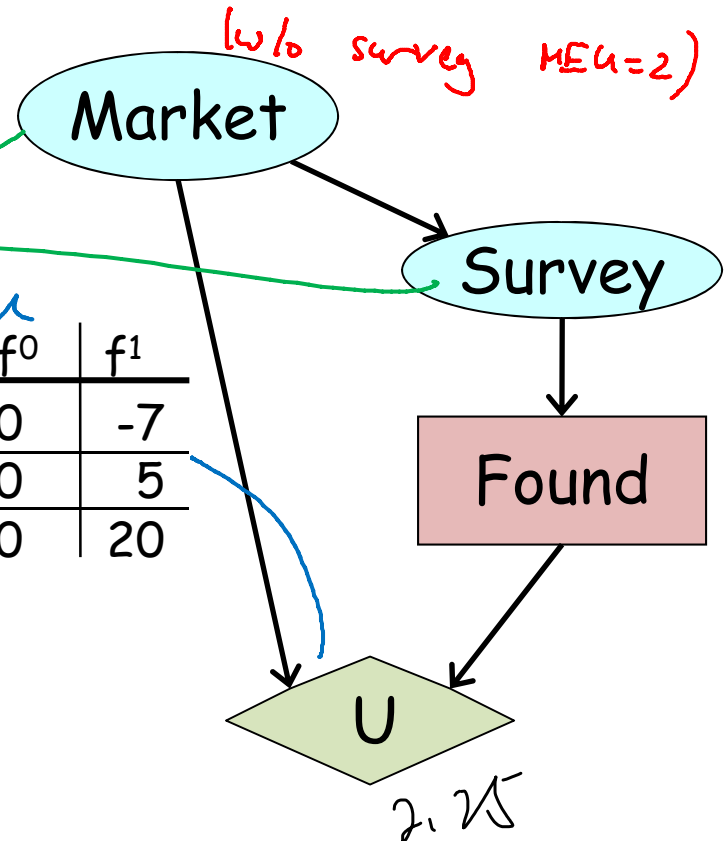 (w/o survey MEU=2)
Market
Survey
u
f⁰ f¹
0 -7
0 5
0 20
Found
U
2.25